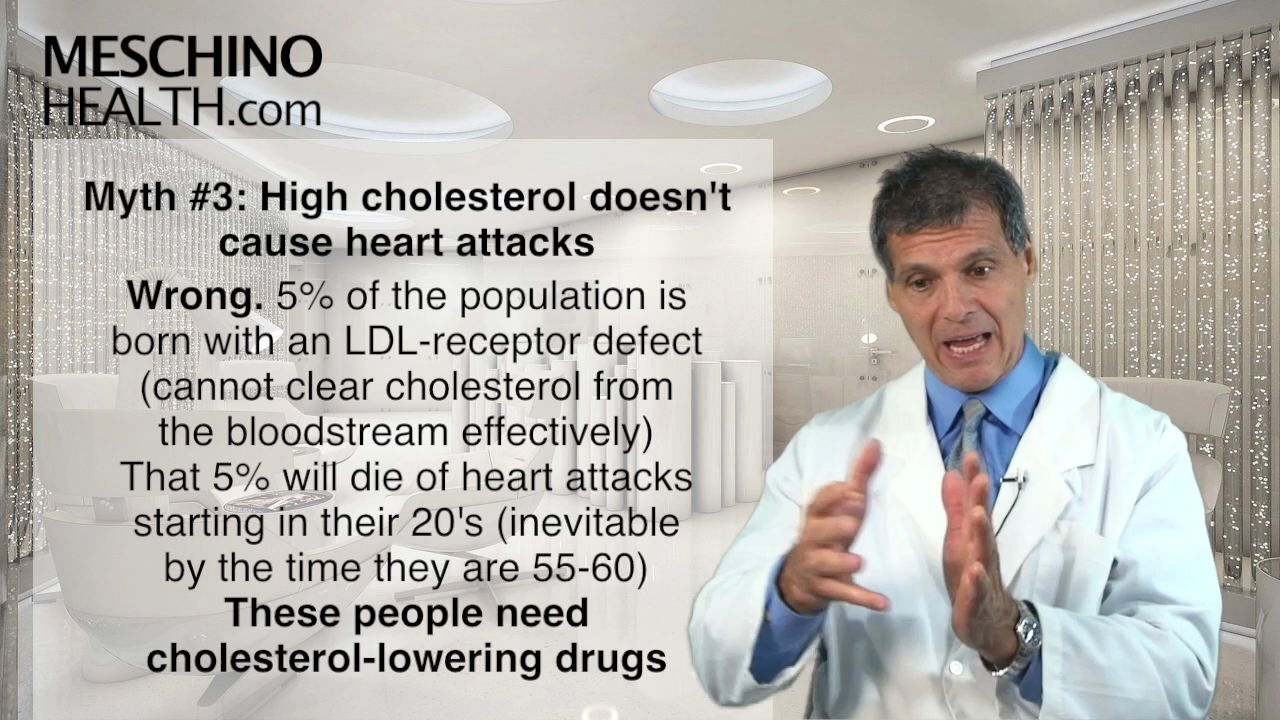 MESCHINO
HEALTH.com
Myth #3: High cholesterol doesn't
cause heart attacks
Wrong. 5% of the population is
born with an LDL-receptor defect
(cannot clear cholesterol from
the bloodstream effectively)
That 5% will die of heart attacks
starting in their 20's (inevitable
by the time they are 55-60)
These people need
cholesterol-lowering drugs